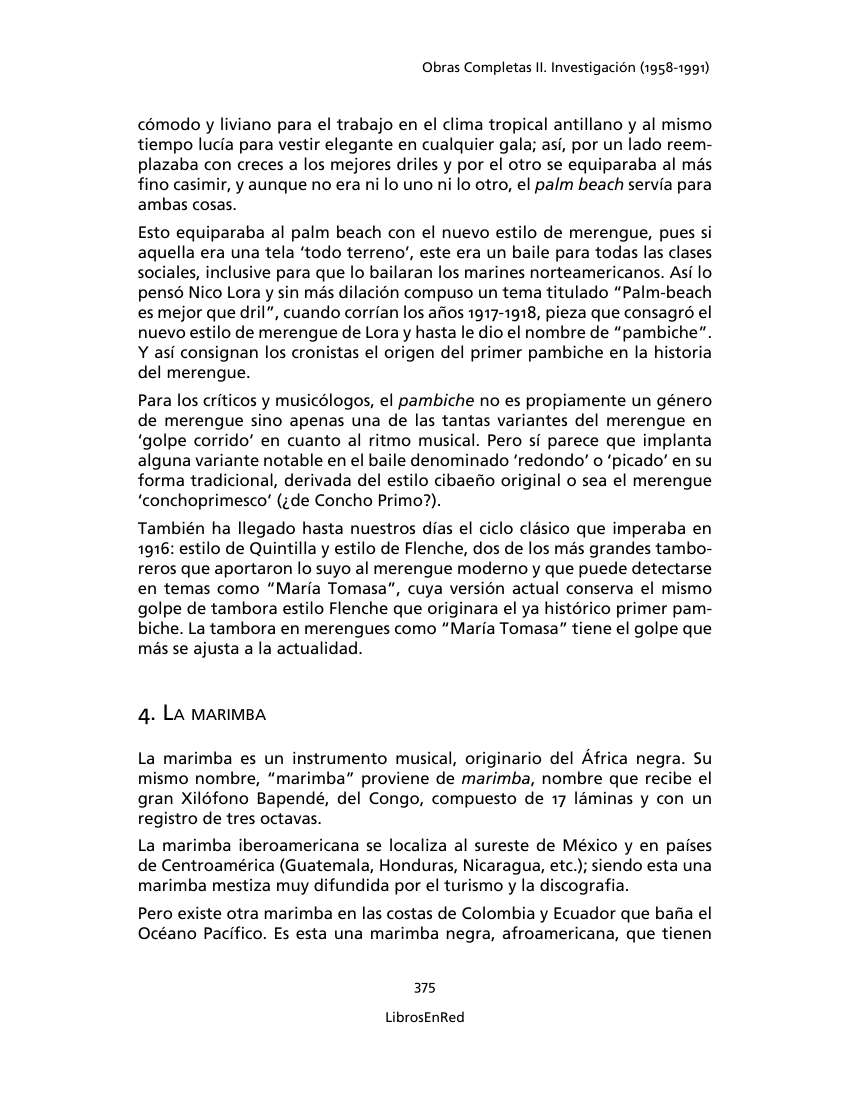 Obras Completas II. Investigación (1958-1991)
cómodo y liviano para el trabajo en el clima tropical antillano y al mismo
tiempo lucía para vestir elegante en cualquier gala; así, por un lado reem-
plazaba con creces a los mejores driles y por el otro se equiparaba al más
fino casimir, y aunque no era ni lo uno ni lo otro, el palm beach servía para
ambas cosas.
Esto equiparaba al palm beach con el nuevo estilo de merengue, pues si
aquella era una tela ‘todo terreno’, este era un baile para todas las clases
sociales, inclusive para que lo bailaran los marines norteamericanos. Así lo
pensó Nico Lora y sin más dilación compuso un tema titulado “Palm-beach
es mejor que dril”, cuando corrían los años 1917-1918, pieza que consagró el
nuevo estilo de merengue de Lora y hasta le dio el nombre de “pambiche”.
Y así consignan los cronistas el origen del primer pambiche en la historia
del merengue.
Para los críticos y musicólogos, el pambiche no es propiamente un género
de merengue sino apenas una de las tantas variantes del merengue en
‘golpe corrido’ en cuanto al ritmo musical. Pero sí parece que implanta
alguna variante notable en el baile denominado ‘redondo’ o ‘picado’ en su
forma tradicional, derivada del estilo cibaeño original o sea el merengue
‘conchoprimesco’ (¿de Concho Primo?).
También ha llegado hasta nuestros días el ciclo clásico que imperaba en
1916: estilo de Quintilla y estilo de Flenche, dos de los más grandes tambo-
reros que aportaron lo suyo al merengue moderno y que puede detectarse
en temas como “María Tomasa”, cuya versión actual conserva el mismo
golpe de tambora estilo Flenche que originara el ya histórico primer pam-
biche. La tambora en merengues como “María Tomasa” tiene el golpe que
más se ajusta a la actualidad.
4. La marimba
La marimba es un instrumento musical, originario del África negra. Su
mismo nombre, “marimba” proviene de marimba, nombre que recibe el
gran Xilófono Bapendé, del Congo, compuesto de 17 láminas y con un
registro de tres octavas.
La marimba iberoamericana se localiza al sureste de México y en países
de Centroamérica (Guatemala, Honduras, Nicaragua, etc.); siendo esta una
marimba mestiza muy difundida por el turismo y la discografia.
Pero existe otra marimba en las costas de Colombia y Ecuador que baña el
Océano Pacífico. Es esta una marimba negra, afroamericana, que tienen
375
LibrosEnRed